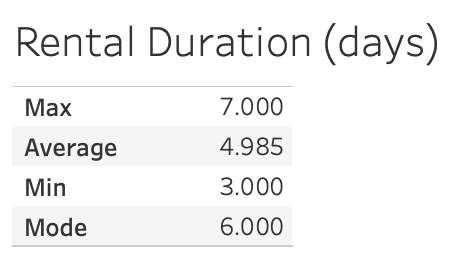 Rental Duration (days)
Max 7.000
Average 4.985
Min 3.000
Mode 6.000